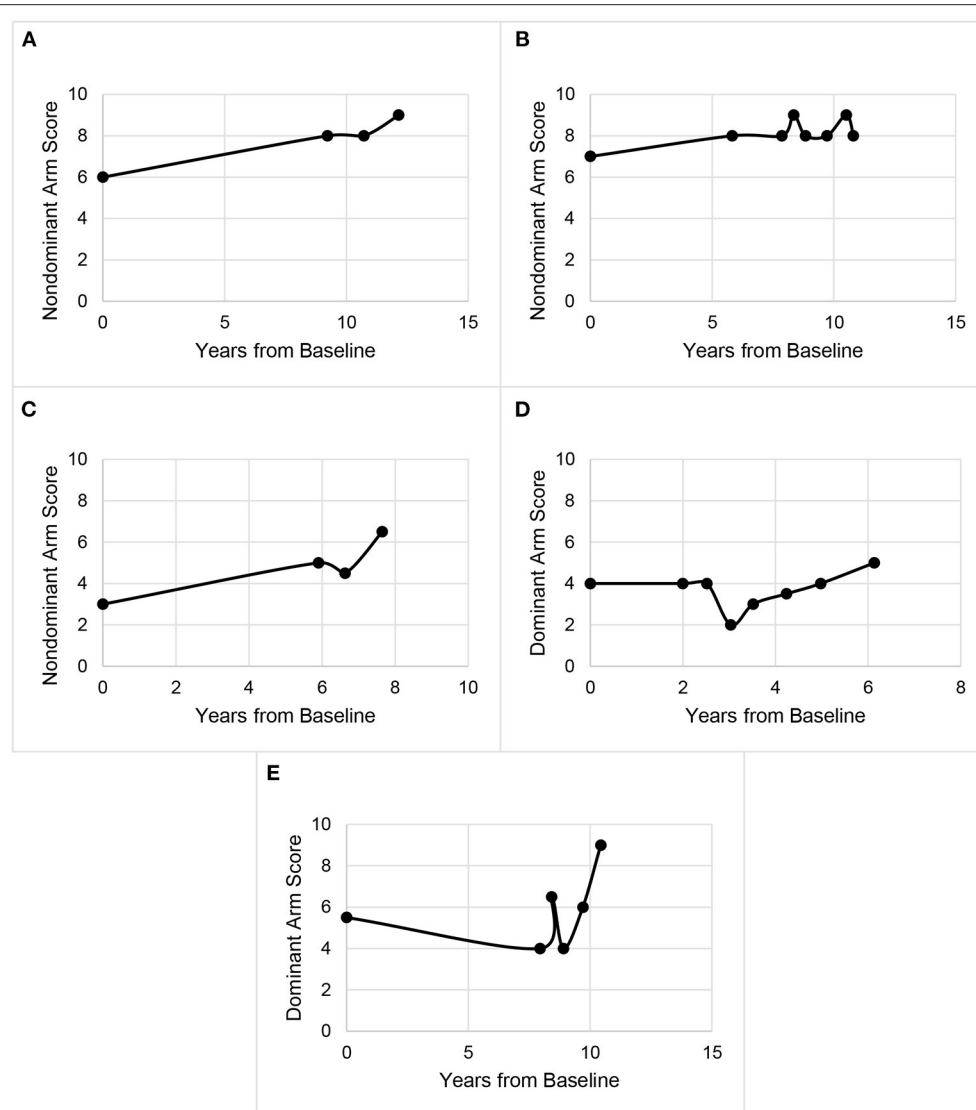 A
Nondominant Arm Score
10
8
6
4
2
0
0 5 10 15
Years from Baseline
B
Nondominant Arm Score
10
8
6
4
2
0
0 5 10 15
Years from Baseline
C
Nondominant Arm Score
10
8
6
4
2
0
0 2 4 6 8 10
Years from Baseline
D
Dominant Arm Score
10
8
6
4
2
0
0 2 4 6 8
Years from Baseline
E
Dominant Arm Score
10
8
6
4
2
0
0 5 10 15
Years from Baseline